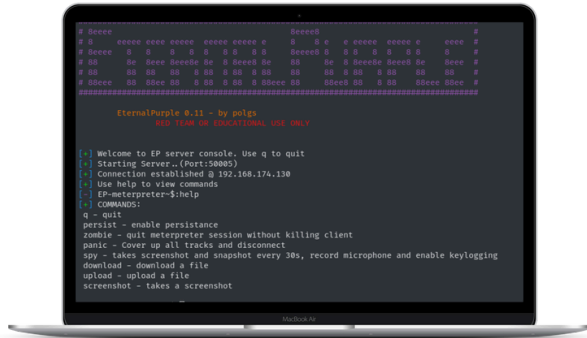 EternalPurple 0.11 - by polgs
RED TEAM OR EDUCATIONAL USE ONLY
[+] Welcome to EP server console. Use q to quit
[+] Starting Server..(Port:50005)
[+] Connection established @ 192.168.174.130
[+] Use help to view commands
[-] EP-meterpreter~$:help
[+] COMMANDS:
q - quit
persist - enable persistance
zombie - quit meterpreter session without killing client
panic - Cover up all tracks and disconnect
spy - takes screenshot and snapshot every 30s, record microphone and enable keylogging
download - download a file
upload - upload a file
screenshot - takes a screenshot
MacBook Air